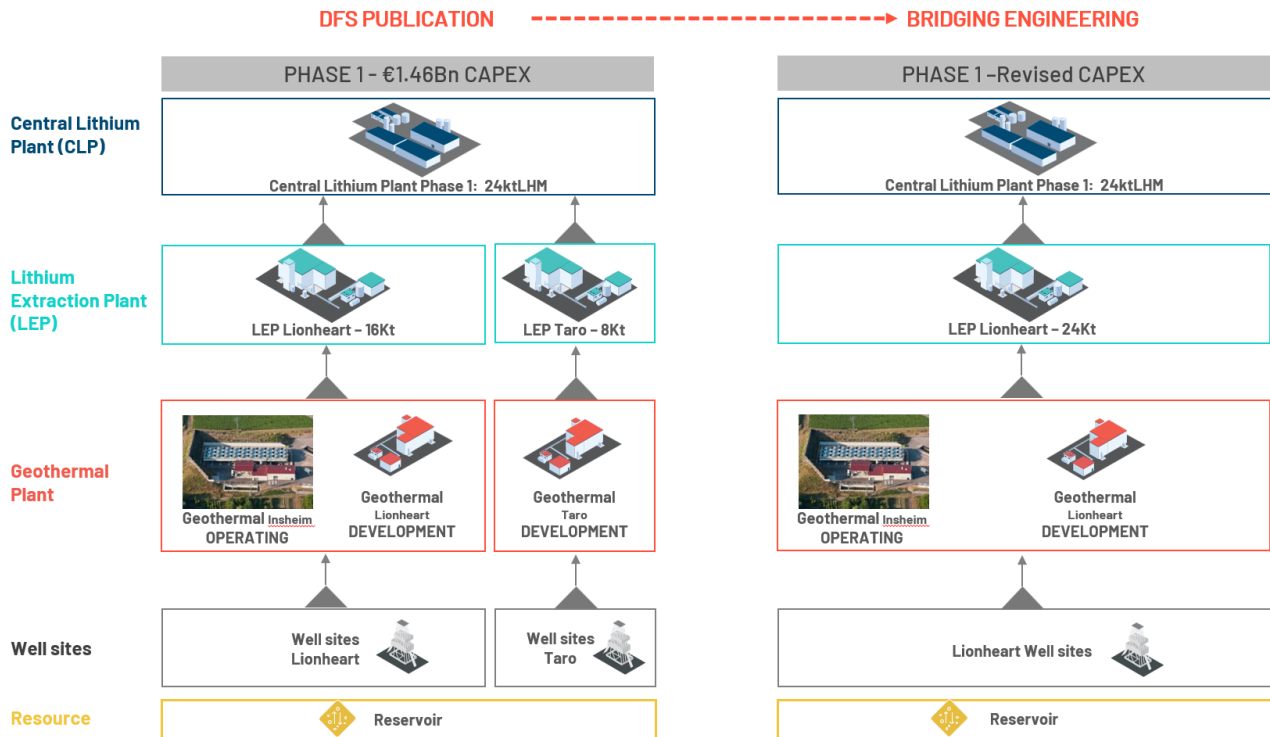 DFS PUBLICATION
BRIDGING ENGINEERING
PHASE 1 - €1.46Bn CAPEX
PHASE 1 –Revised CAPEX
Central Lithium
Plant (CLP)
Central Lithium Plant Phase 1: 24ktLHM
Central Lithium Plant Phase 1: 24ktLHM
Lithium
Extraction Plant
(LEP)
LEP Lionheart – 16Kt
LEP Taro – 8Kt
LEP Lionheart – 24Kt
Geothermal
Plant
Geothermal Insheim
OPERATING
Geothermal
Lionheart
DEVELOPMENT
Geothermal
Taro
DEVELOPMENT
Geothermal Insheim
OPERATING
Geothermal
Lionheart
DEVELOPMENT
Well sites
Well sites
Lionheart
Well sites
Taro
Lionheart Well sites
Resource
Reservoir
Reservoir